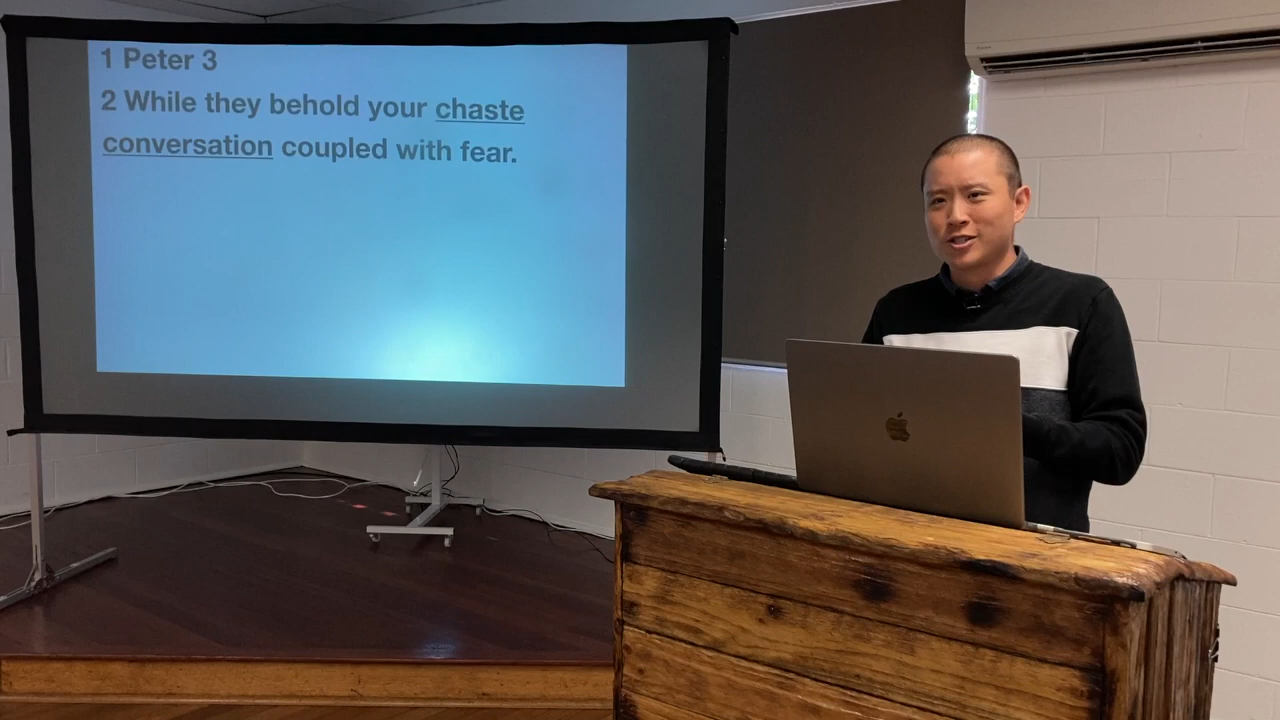 1 Peter 3
2 While they behold your chaste
conversation coupled with fear.